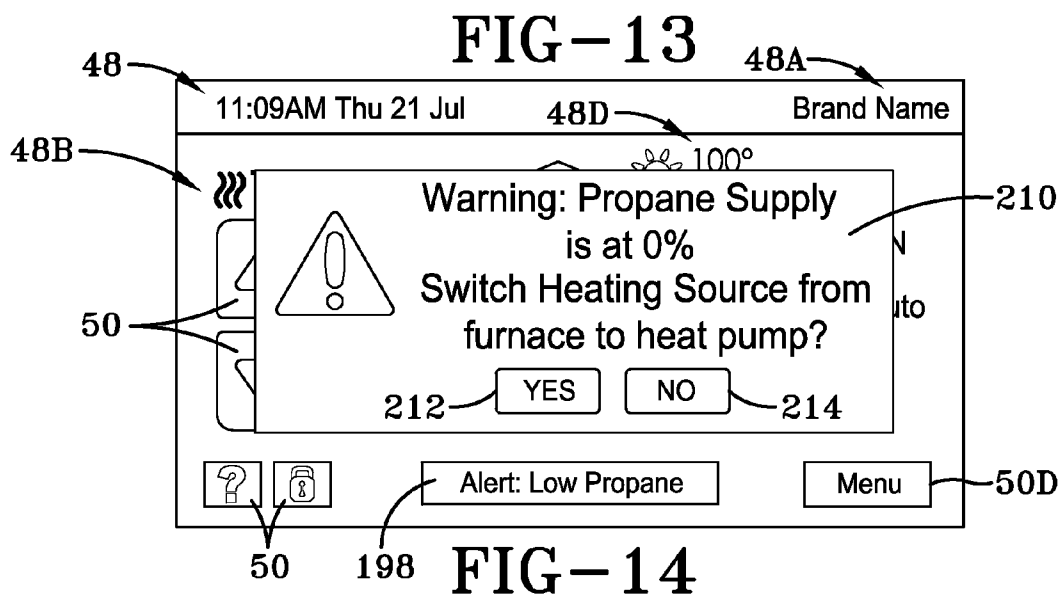 FIG-13
48
48A
11:09AM Thu 21 Jul
Brand Name
48D
48B
100°
Warning: Propane Supply
is at 0%
Switch Heating Source from
furnace to heat pump?
210
N
uto
50
212
YES
NO
214
?
Alert: Low Propane
Menu
50D
50
198
FIG-14